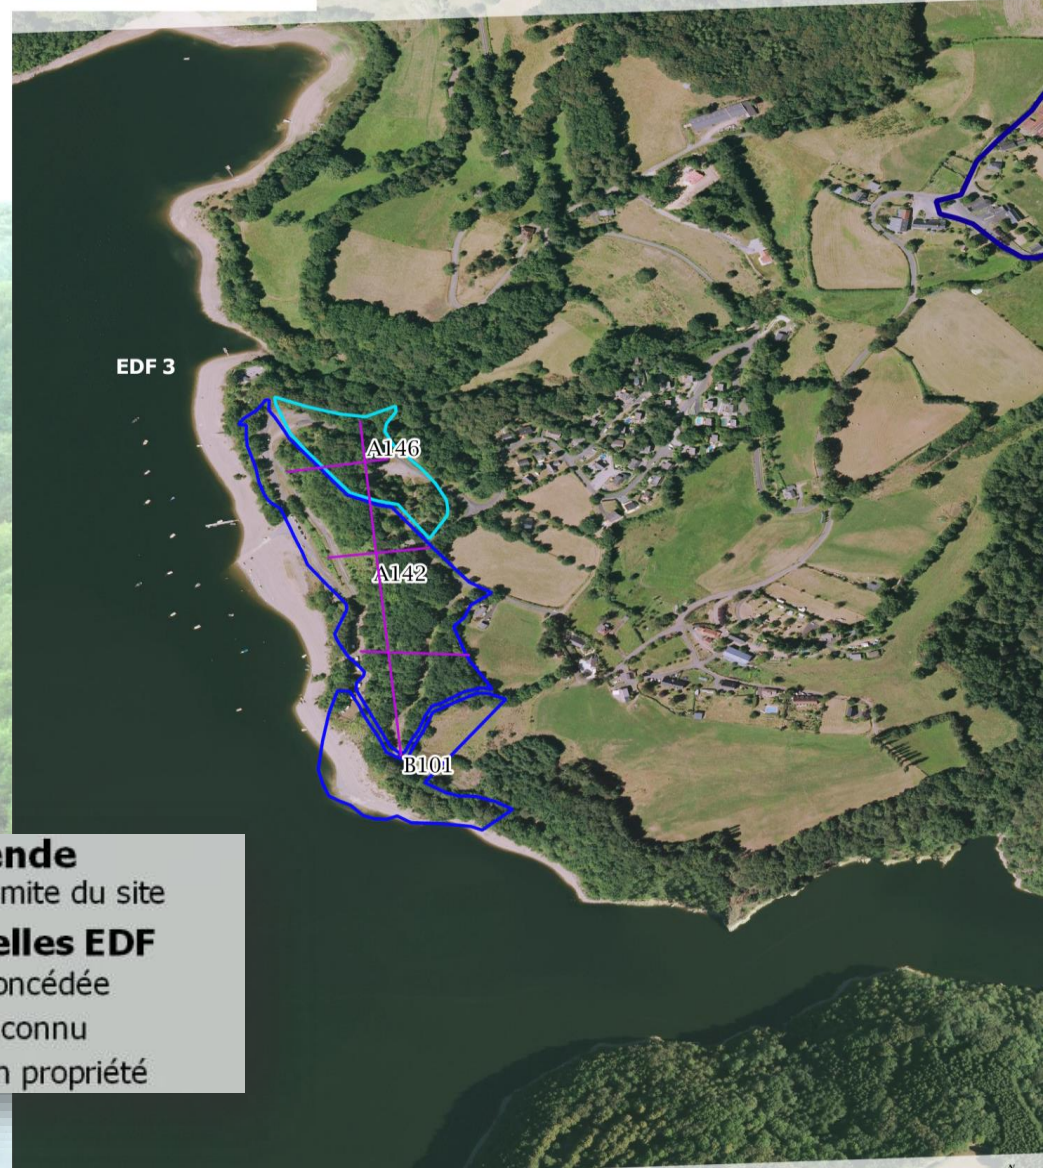 EDF 3
A146
A142
B101
ende
mite du site
elles EDF
oncédée
connu
n propriété